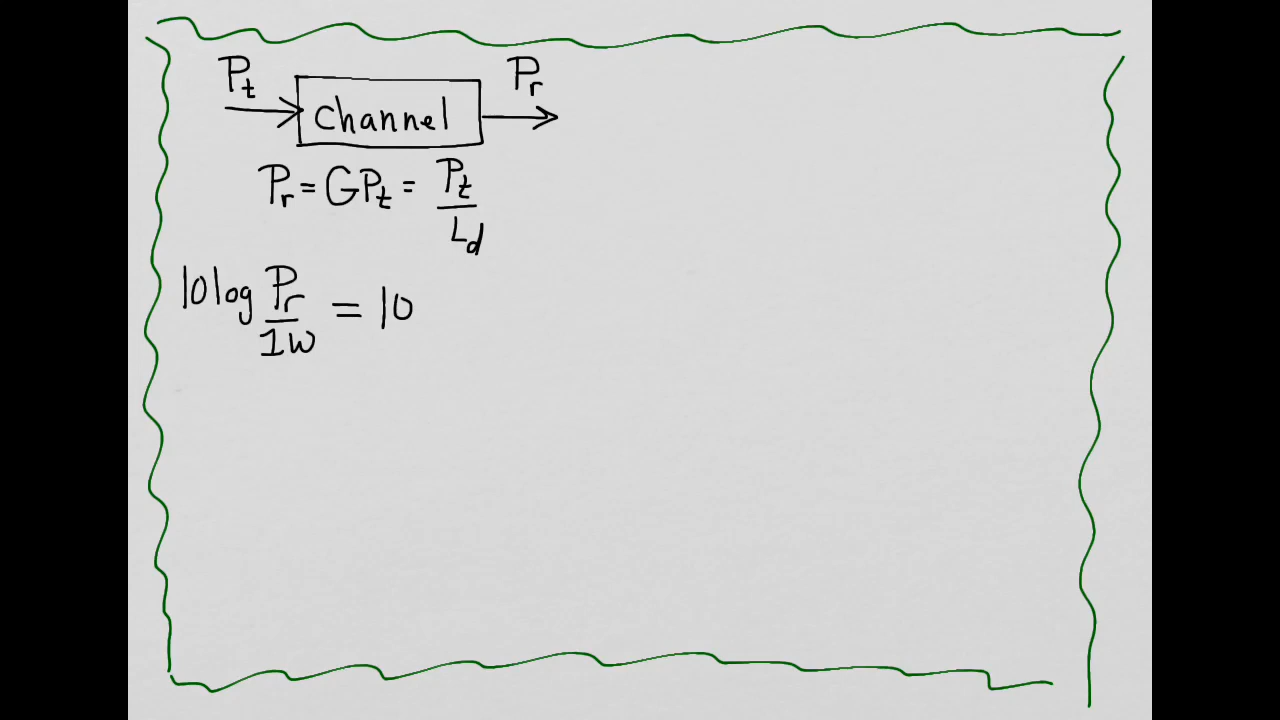 Pt Pr
Channel
Pr = GPt = Pt/Ld
10log Pr/1W = 10